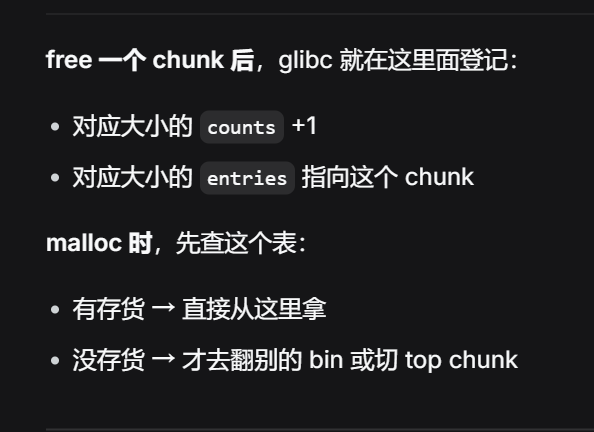 free 一个 chunk 后，glibc 就在这里面登记：
• 对应大小的 counts +1
• 对应大小的 entries 指向这个 chunk
malloc 时，先查这个表：
• 有存货 → 直接从这里拿
• 没存货 → 才去翻别的 bin 或切 top chunk